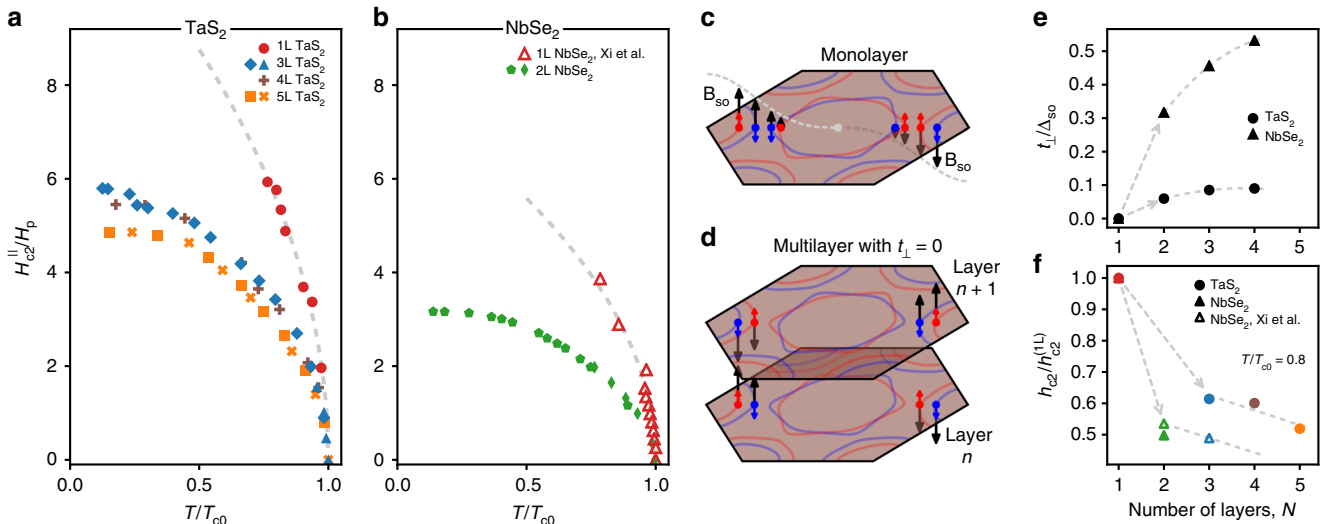 a
TaS2
1L TaS2
3L TaS2
4L TaS2
5L TaS2
8
6
4
2
0
Hc2||/Hp
0.0
0.5
1.0
T/Tc0
b
NbSe2
1L NbSe2, Xi et al.
2L NbSe2
8
6
4
2
0
0.0
0.5
1.0
T/Tc0
c
Monolayer
Bso
Bso
d
Multilayer with t⊥ = 0
Layer
n + 1
Layer
n
e
0.5
0.4
0.3
0.2
0.1
0.0
t⊥/Δso
TaS2
NbSe2
1
2
3
4
5
f
1.0
0.9
0.8
0.7
0.6
0.5
hc2/hc2(1L)
TaS2
NbSe2
NbSe2, Xi et al.
T/Tc0 = 0.8
1
2
3
4
5
Number of layers, N